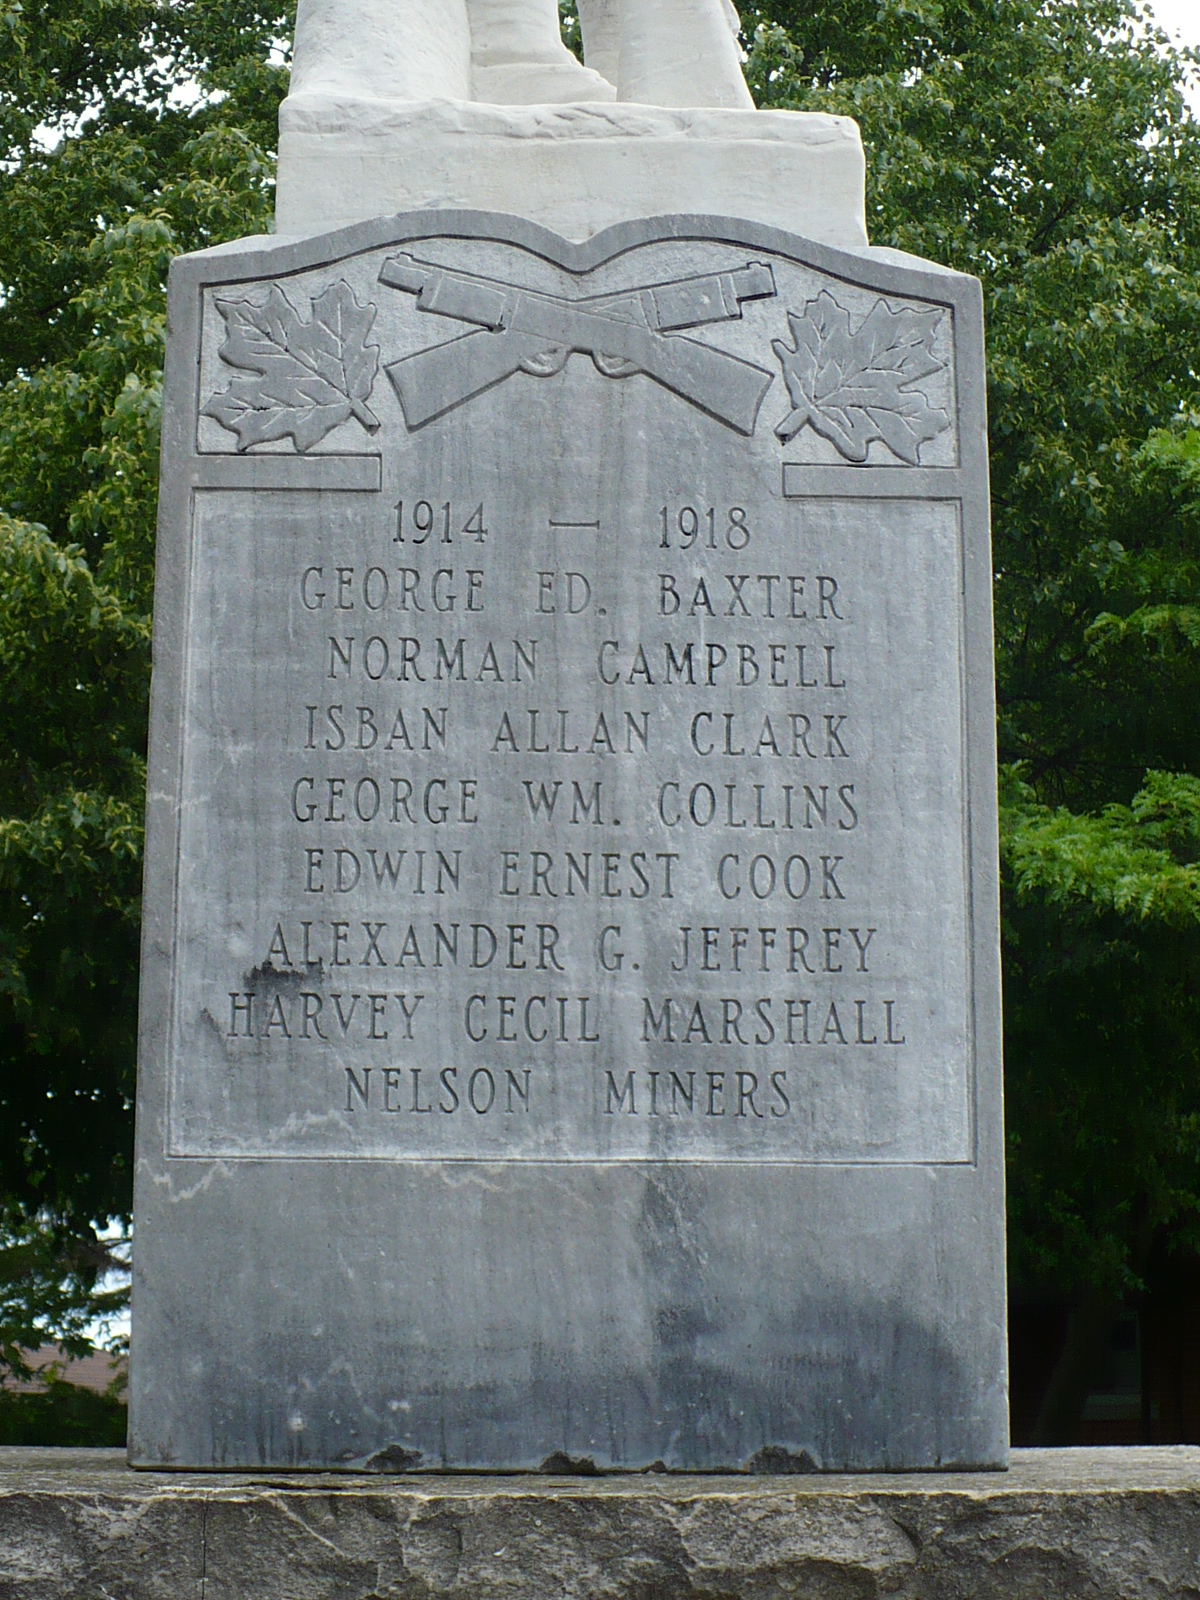 1914 — 1918
GEORGE ED. BAXTER
NORMAN CAMPBELL
ISBAN ALLAN CLARK
GEORGE WM. COLLINS
EDWIN ERNEST COOK
ALEXANDER G. JEFFREY
HARVEY CECIL MARSHALL
NELSON MINERS